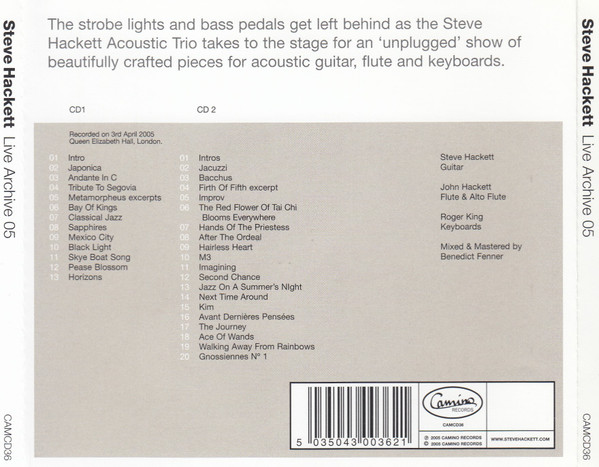 The strobe lights and bass pedals get left behind as the Steve
Hackett Acoustic Trio takes to the stage for an ‘unplugged’ show of
beautifully crafted pieces for acoustic guitar, flute and keyboards.
Steve Hackett Live Archive 05
CAMCD36
CD1
Recorded on 3rd April 2005
Queen Elizabeth Hall, London.
01 Intro
02 Japonica
03 Andante In C
04 Tribute To Segovia
05 Metamorpheus excerpts
06 Bay Of Kings
07 Classical Jazz
08 Sapphires
09 Mexico City
10 Black Light
11 Skye Boat Song
12 Pease Blossom
13 Horizons
CD 2
01 Intros
02 Jacuzzi
03 Bacchus
04 Firth Of Fifth excerpt
05 Improv
06 The Red Flower Of Tai Chi
Blooms Everywhere
07 Hands Of The Priestess
08 After The Ordeal
09 Hairless Heart
10 M3
11 Imagining
12 Second Chance
13 Jazz On A Summer's NIght
14 Next Time Around
15 Kim
16 Avant Dernières Pensées
17 The Journey
18 Ace Of Wands
19 Walking Away From Rainbows
20 Gnossiennes Nº 1
Steve Hackett
Guitar
John Hackett
Flute & Alto Flute
Roger King
Keyboards
Mixed & Mastered by
Benedict Fenner
5 035043 003621
Camino
RECORDS
CAMCD36
℗ 2005 CAMINO RECORDS
© 2005 CAMINO RECORDS
WWW.STEVEHACKETT.COM
Steve Hackett Live Archive 05
CAMCD36